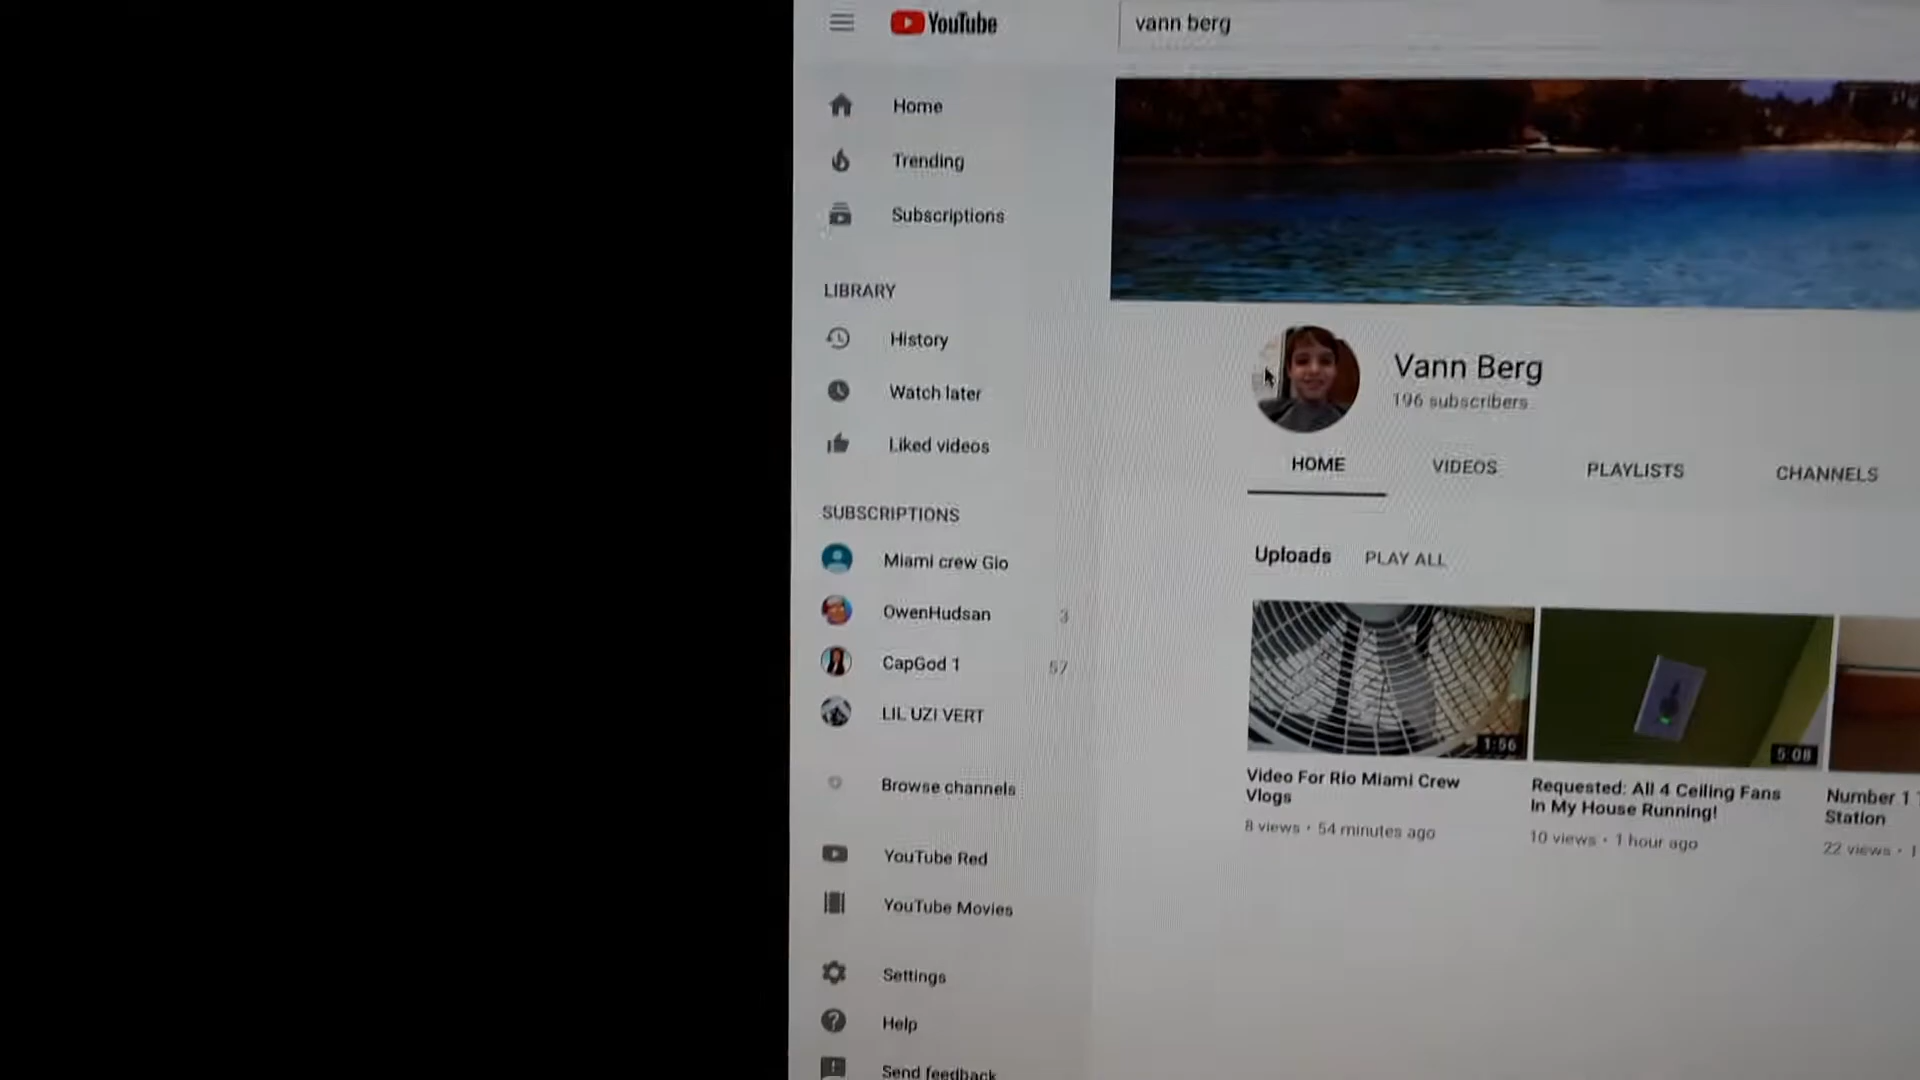 YouTube
vann berg
Home
Trending
Subscriptions
LIBRARY
History
Watch later
Liked videos
SUBSCRIPTIONS
Miami crew Gio
OwenHudsan 3
CapGod 1 57
LIL UZI VERT
Browse channels
YouTube Red
YouTube Movies
Settings
Help
Send feedback
Vann Berg
196 subscribers
HOME VIDEOS PLAYLISTS CHANNELS
Uploads PLAY ALL
1:56
5:08
Video For Rio Miami Crew
Vlogs
8 views • 54 minutes ago
Requested: All 4 Ceiling Fans
In My House Running!
10 views • 1 hour ago
Number 1
Station
22 views •